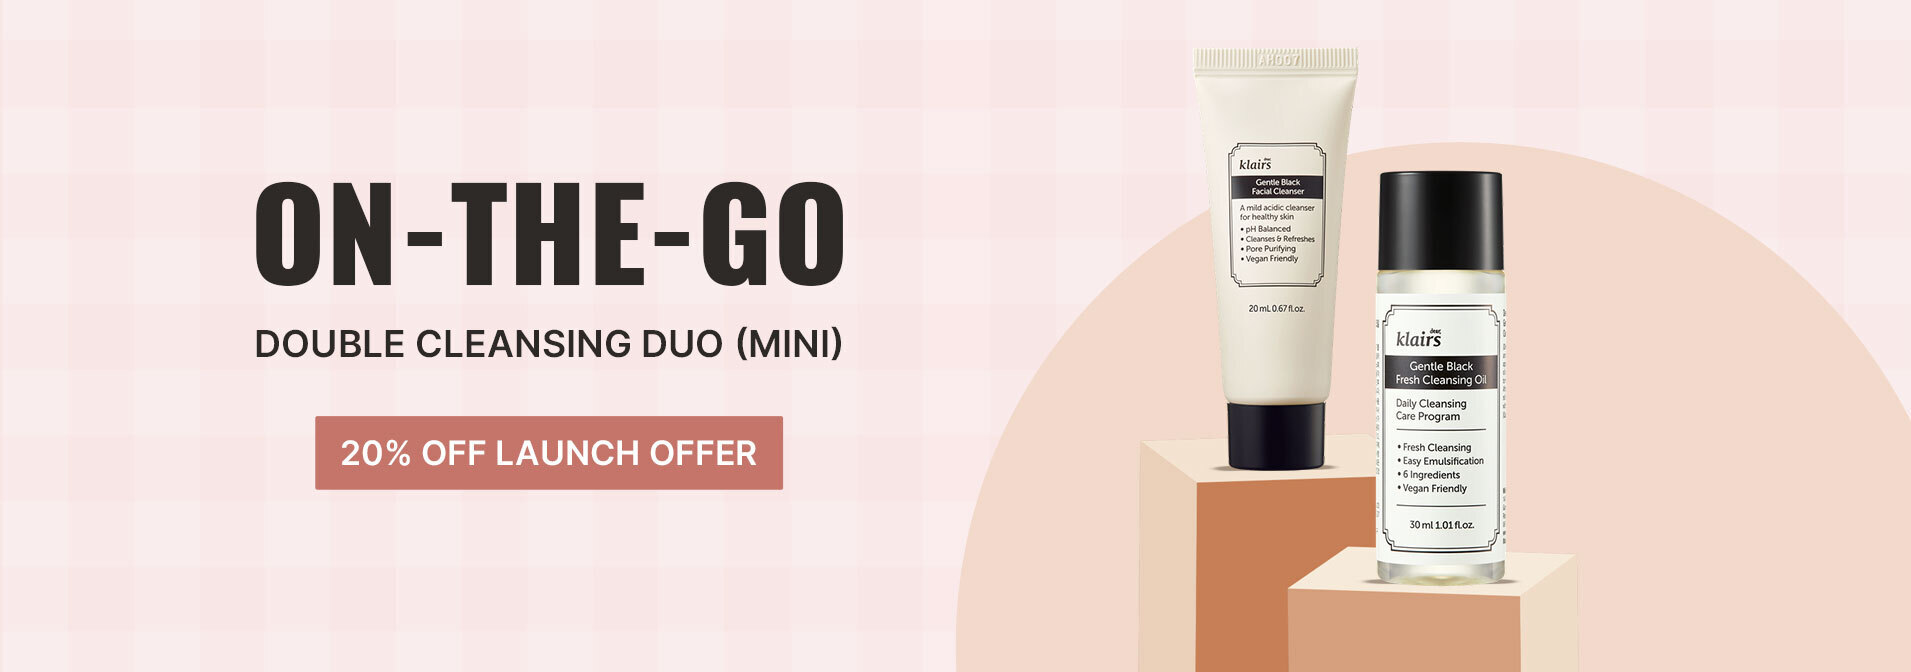 ON-THE-GO
DOUBLE CLEANSING DUO (MINI)
20% OFF LAUNCH OFFER
AH007
dear,
klairs
Gentle Black
Facial Cleanser
A mild acidic cleanser
for healthy skin
• pH Balanced
• Cleanses & Refreshes
• Pore Purifying
• Vegan Friendly
20 mL 0.67 fl.oz.
dear,
klairs
Gentle Black
Fresh Cleansing Oil
Daily Cleansing
Care Program
• Fresh Cleansing
• Easy Emulsification
• 6 Ingredients
• Vegan Friendly
30 ml 1.01 fl.oz.